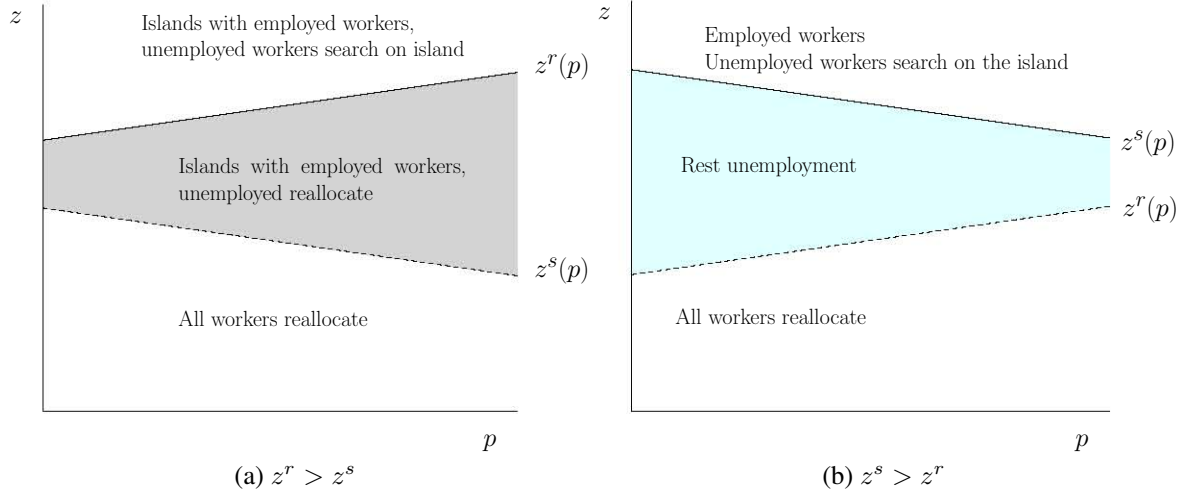 z
Islands with employed workers,
unemployed workers search on island
z^r(p)
Islands with employed workers,
unemployed reallocate
z^s(p)
All workers reallocate
p
(a) z^r > z^s
z
Employed workers
Unemployed workers search on the island
z^s(p)
Rest unemployment
z^r(p)
All workers reallocate
p
(b) z^s > z^r